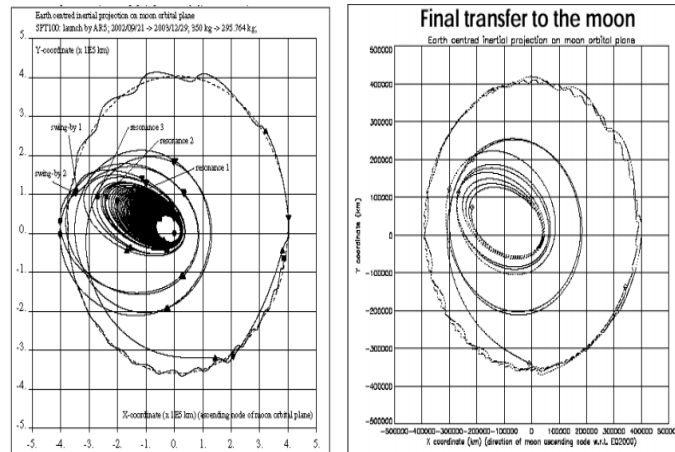 Earth centred inertial projection on moon orbital plane
SPT100: launch by AR5; 2002/09/21 -> 2003/12/29; 350 kg -> 295.764 kg;
Y-coordinate (x 1E5 km)
5.
4.
3.
2.
1.
0.
-1.
-2.
-3.
-4.
-5.
swing-by 1
swing-by 2
resonance 3
resonance 2
resonance 1
X-coordinate (x 1E5 km) (ascending node of moon orbital plane)
-5. -4. -3. -2. -1. 0. 1. 2. 3. 4. 5.
Final transfer to the moon
Earth centred inertial projection on moon orbital plane
500000
400000
300000
200000
100000
0
-100000
-200000
-300000
-400000
-500000
Y coordinate (km)
-500000 -400000 -300000 -200000 -100000 0 100000 200000 300000 400000 500000
X coordinate (km) (direction of moon ascending node w.r.t. EQ2000)